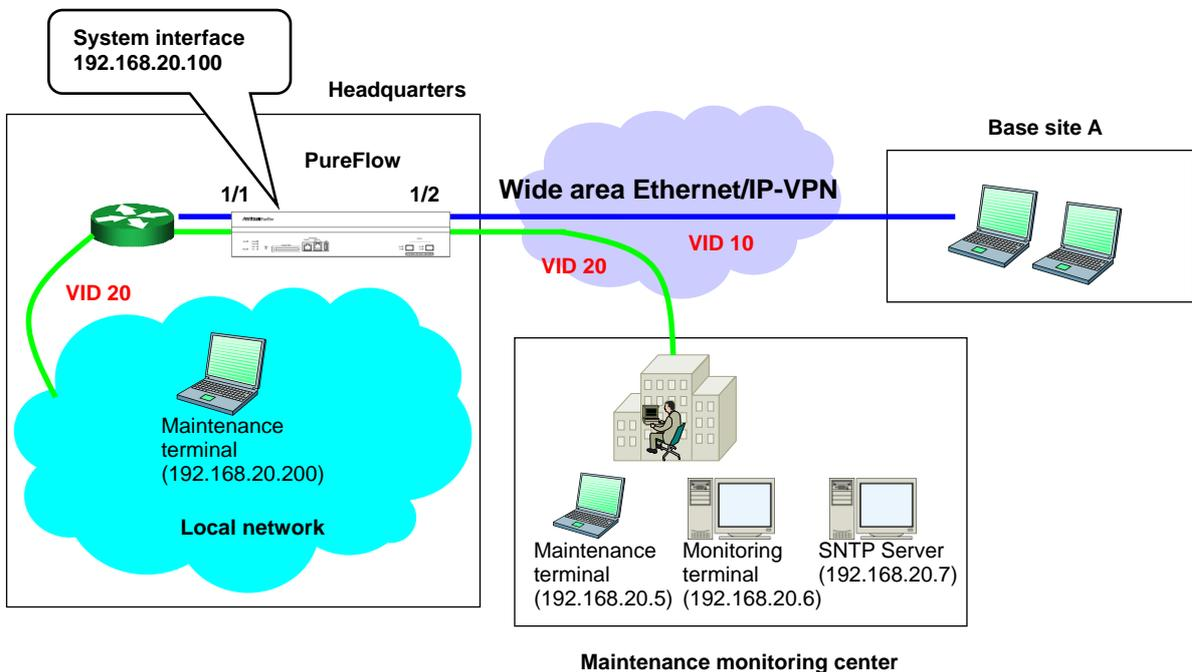 System interface
192.168.20.100
Headquarters
Base site A
PureFlow
1/1
1/2
Wide area Ethernet/IP-VPN
VID 10
VID 20
VID 20
Maintenance
terminal
(192.168.20.200)
Local network
Maintenance
terminal
(192.168.20.5)
Monitoring
terminal
(192.168.20.6)
SNTP Server
(192.168.20.7)
Maintenance monitoring center